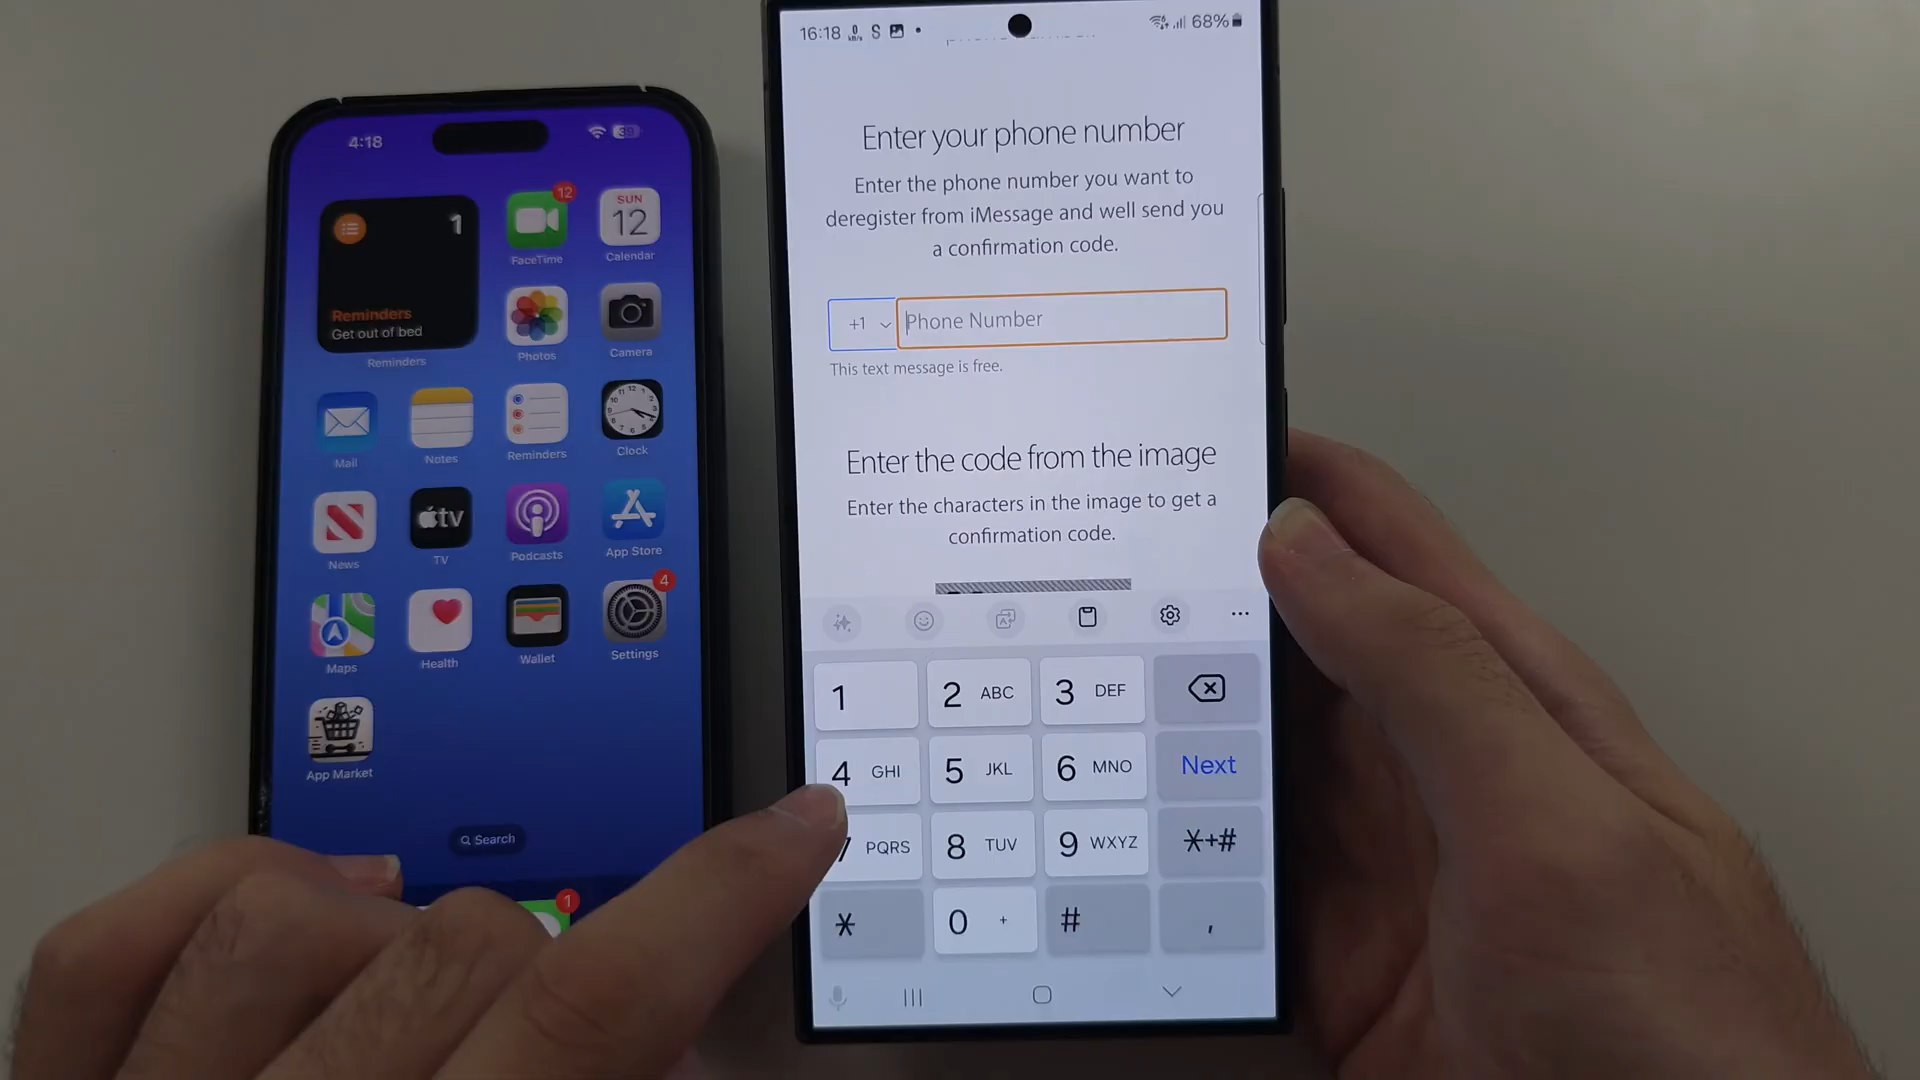 4:18
1
Reminders
Get out of bed
Reminders
12
FaceTime
SUN
12
Calendar
Photos
Camera
Mail
Notes
Reminders
Clock
News
tv
TV
Podcasts
App Store
Maps
Health
Wallet
4
Settings
App Market
Search
1
16:18
S
68%
Enter your phone number
Enter the phone number you want to
deregister from iMessage and well send you
a confirmation code.
+1
Phone Number
This text message is free.
Enter the code from the image
Enter the characters in the image to get a
confirmation code.
1
2 ABC
3 DEF
4 GHI
5 JKL
6 MNO
Next
7 PQRS
8 TUV
9 WXYZ
*+#
*
0 +
#
,